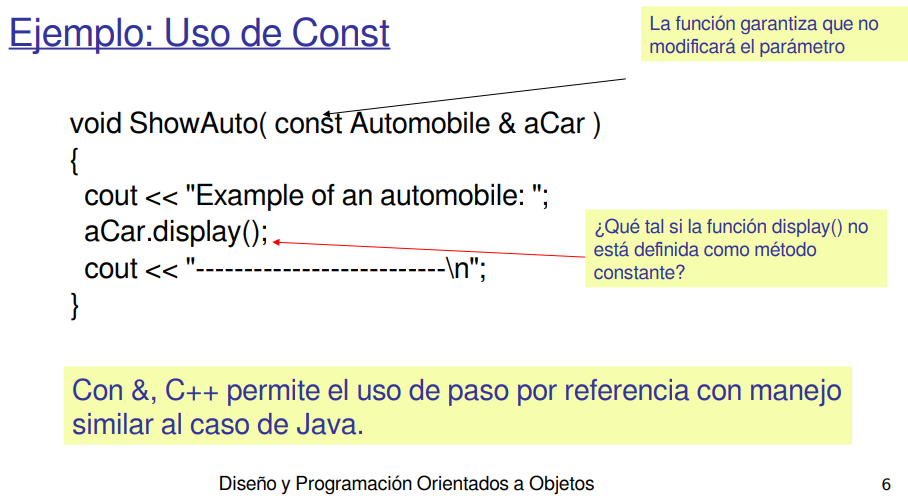 Ejemplo: Uso de Const
La función garantiza que no
modificará el parámetro
void ShowAuto( const Automobile & aCar )
{
cout << "Example of an automobile: ";
aCar.display();
cout << "--------------------------\n";
}
¿Qué tal si la función display() no
está definida como método
constante?
Con &, C++ permite el uso de paso por referencia con manejo
similar al caso de Java.
Diseño y Programación Orientados a Objetos
6